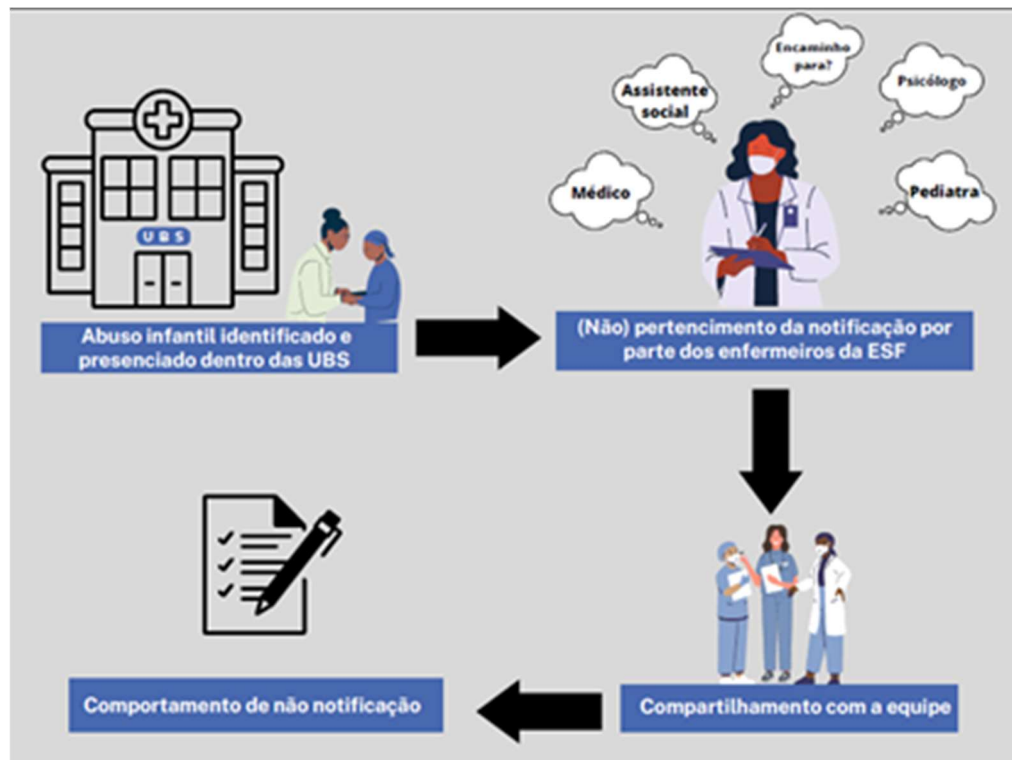 Encaminho
para?
Assistente
social
Psicólogo
Médico
Pediatra
UBS
Abuso infantil identificado e
presenciado dentro das UBS
(Não) pertencimento da notificação por
parte dos enfermeiros da ESF
Comportamento de não notificação
Compartilhamento com a equipe